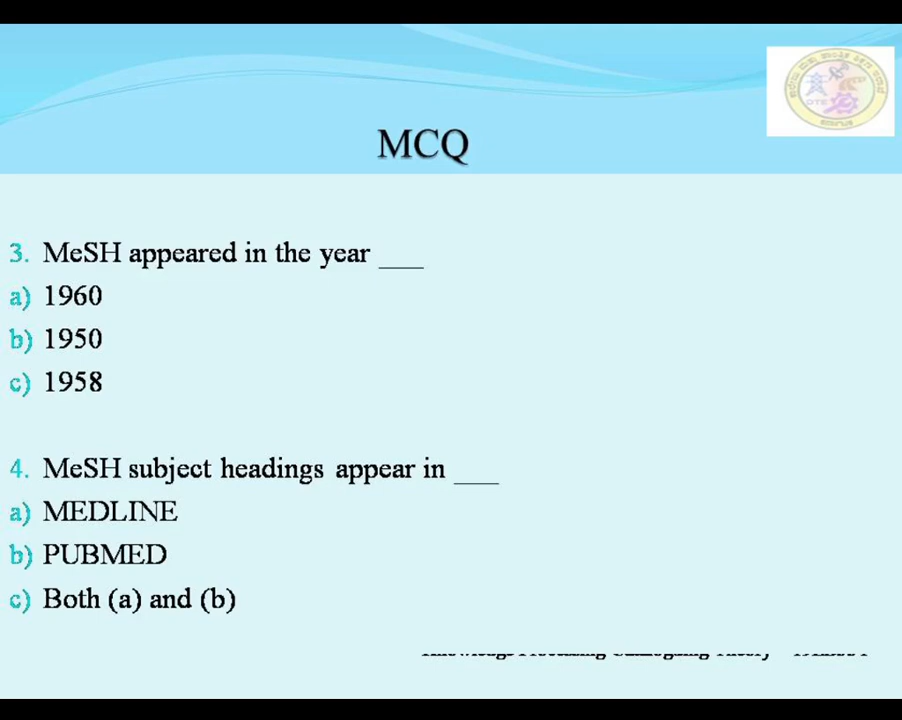 MCQ
3. MeSH appeared in the year ___
a) 1960
b) 1950
c) 1958
4. MeSH subject headings appear in ___
a) MEDLINE
b) PUBMED
c) Both (a) and (b)